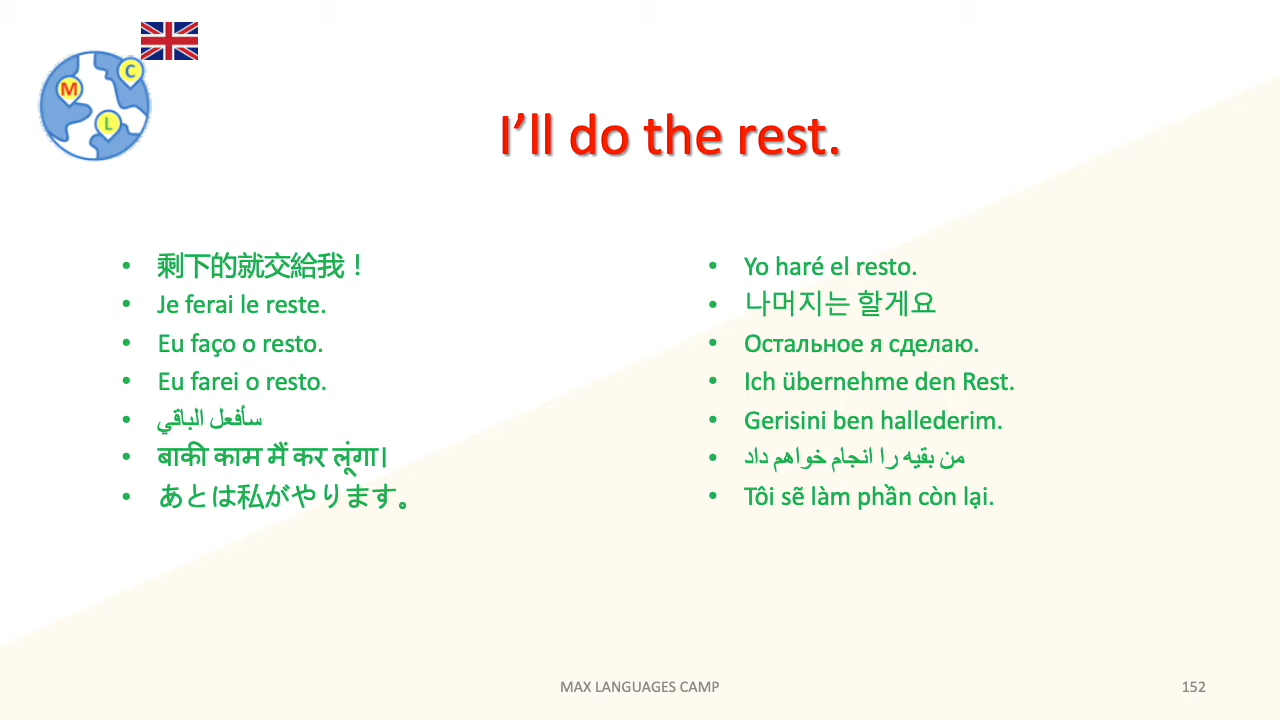 M C L
I’ll do the rest.
• 剩下的就交給我！
• Je ferai le reste.
• Eu faço o resto.
• Eu farei o resto.
• سأفعل الباقي
• बाकी काम मैं कर लूंगा।
• あとは私がやります。
• Yo haré el resto.
• 나머지는 할게요
• Остальное я сделаю.
• Ich übernehme den Rest.
• Gerisini ben hallederim.
• من بقیه را انجام خواهم داد
• Tôi sẽ làm phần còn lại.
MAX LANGUAGES CAMP
152